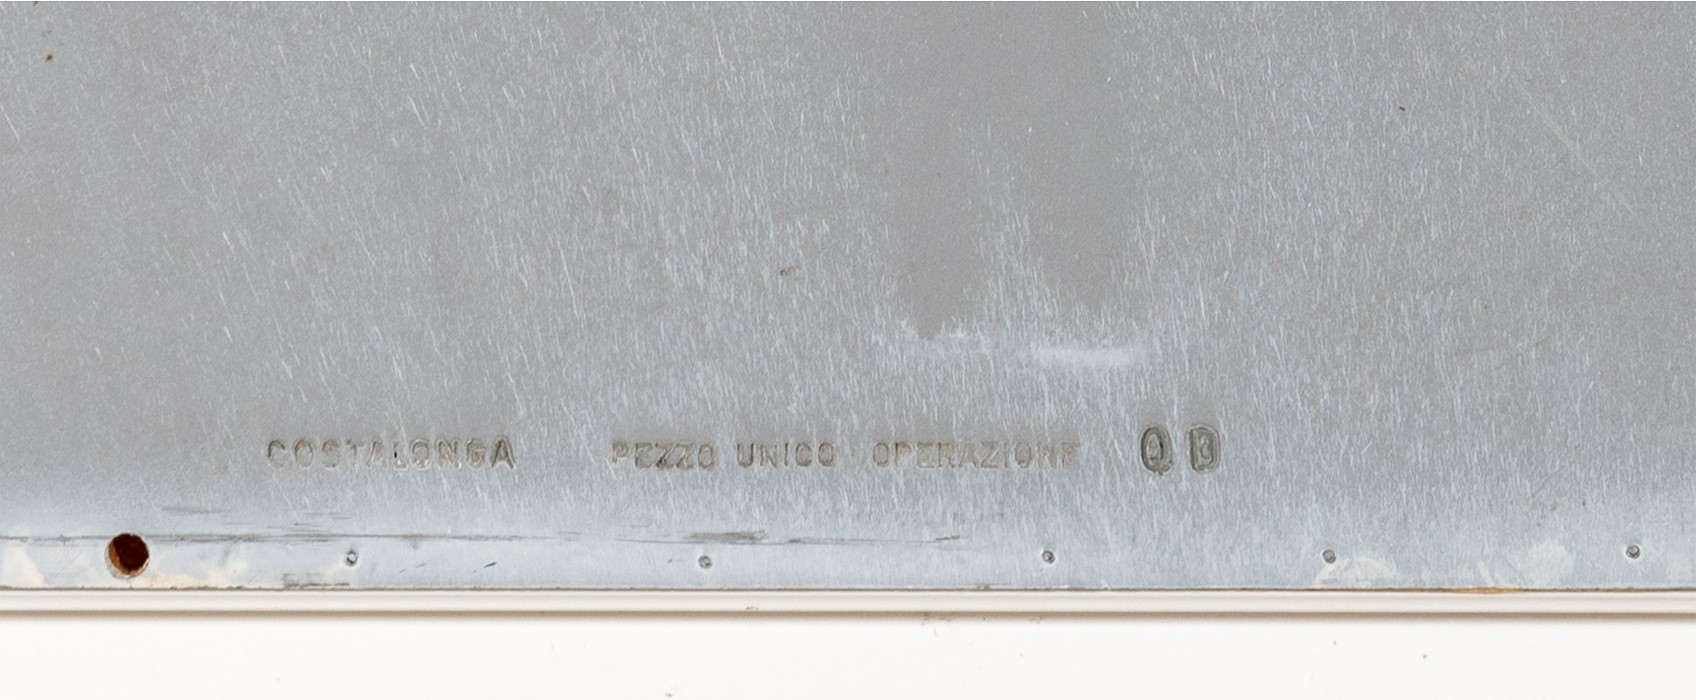 COSTALONGA PEZZO UNICO OPERAZIONE Q B